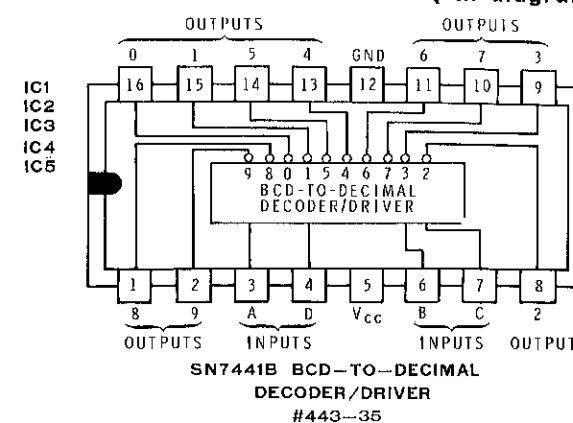 OUTPUTS OUTPUTS
0 1 5 4 GND 6 7 3
16 15 14 13 12 11 10 9
IC1
IC2
IC3
IC4
IC5
9 8 0 1 5 4 6 7 3 2
BCD-TO-DECIMAL
DECODER/DRIVER
1 2 3 4 5 6 7 8
8 9 A D VCC B C 2
OUTPUTS INPUTS INPUTS OUTPUT
SN7441B BCD-TO-DECIMAL
DECODER/DRIVER
#443-35